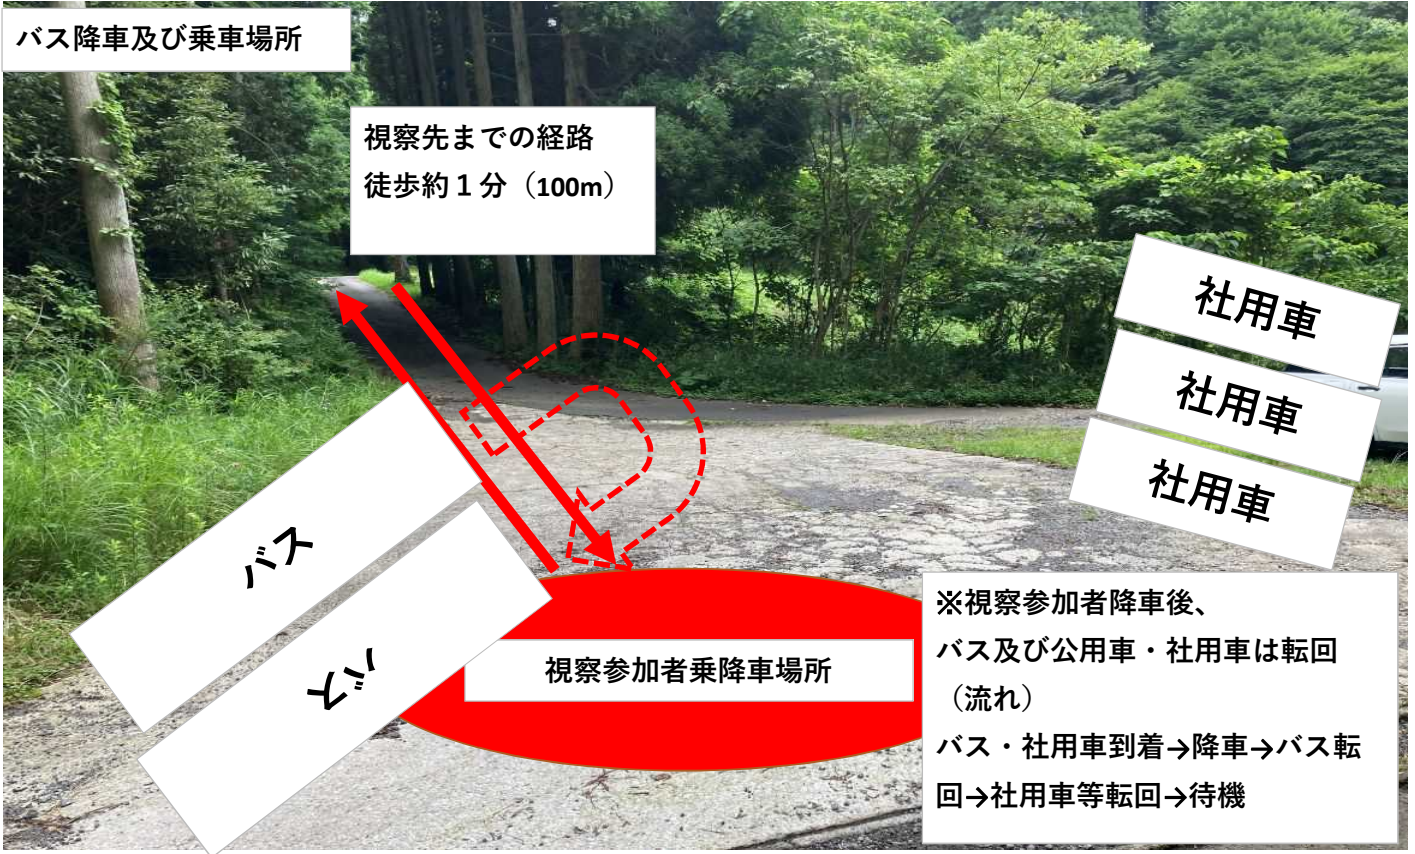 バス降車及び乗車場所
視察先までの経路
徒歩約１分（100m）
社用車
社用車
社用車
バス
バス
視察参加者乗降車場所
※視察参加者降車後、
バス及び公用車・社用車は転回
（流れ）
バス・社用車到着→降車→バス転
回→社用車等転回→待機